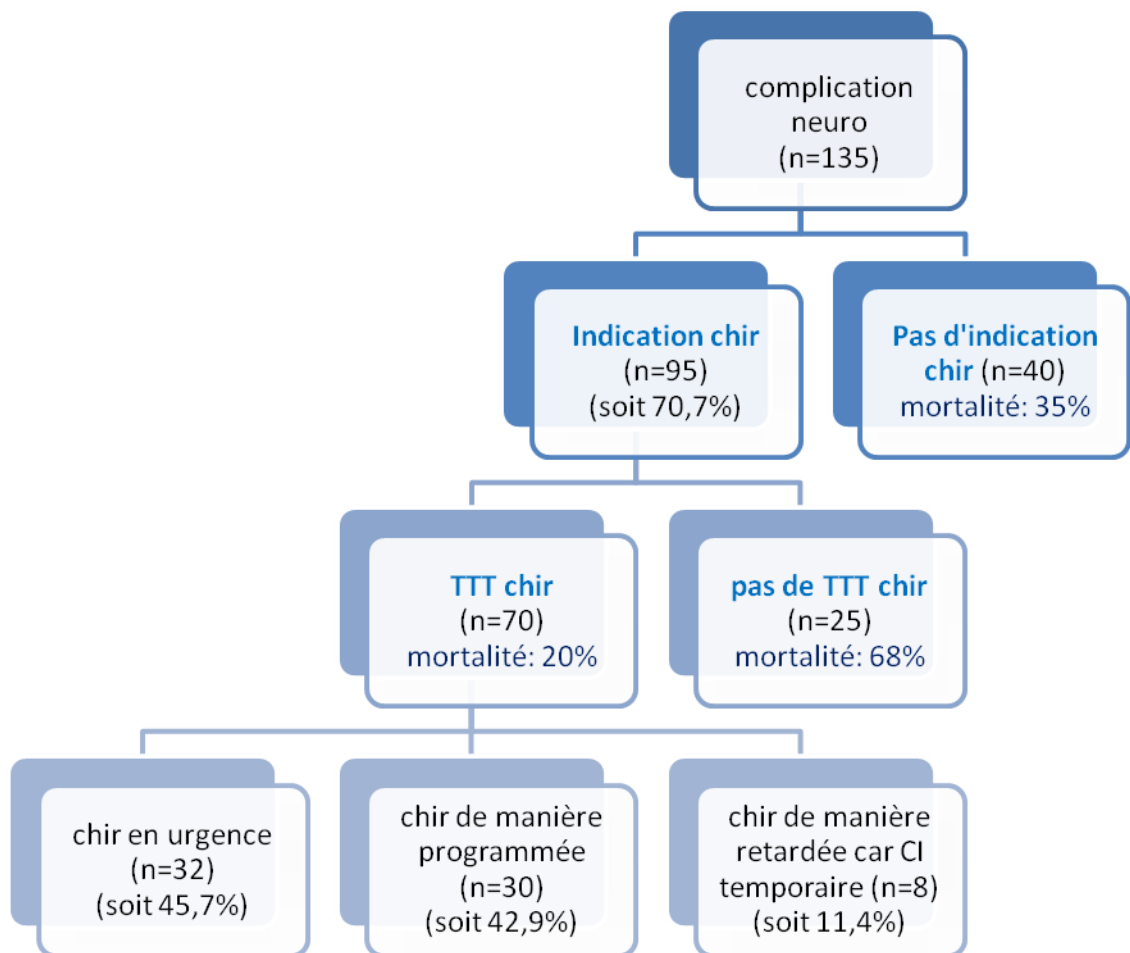 complication
neuro
(n=135)
Indication chir
(n=95)
(soit 70,7%)
Pas d'indication
chir (n=40)
mortalité: 35%
TTT chir
(n=70)
mortalité: 20%
pas de TTT chir
(n=25)
mortalité: 68%
chir en urgence
(n=32)
(soit 45,7%)
chir de manière
programmée
(n=30)
(soit 42,9%)
chir de manière
retardée car CI
temporaire (n=8)
(soit 11,4%)